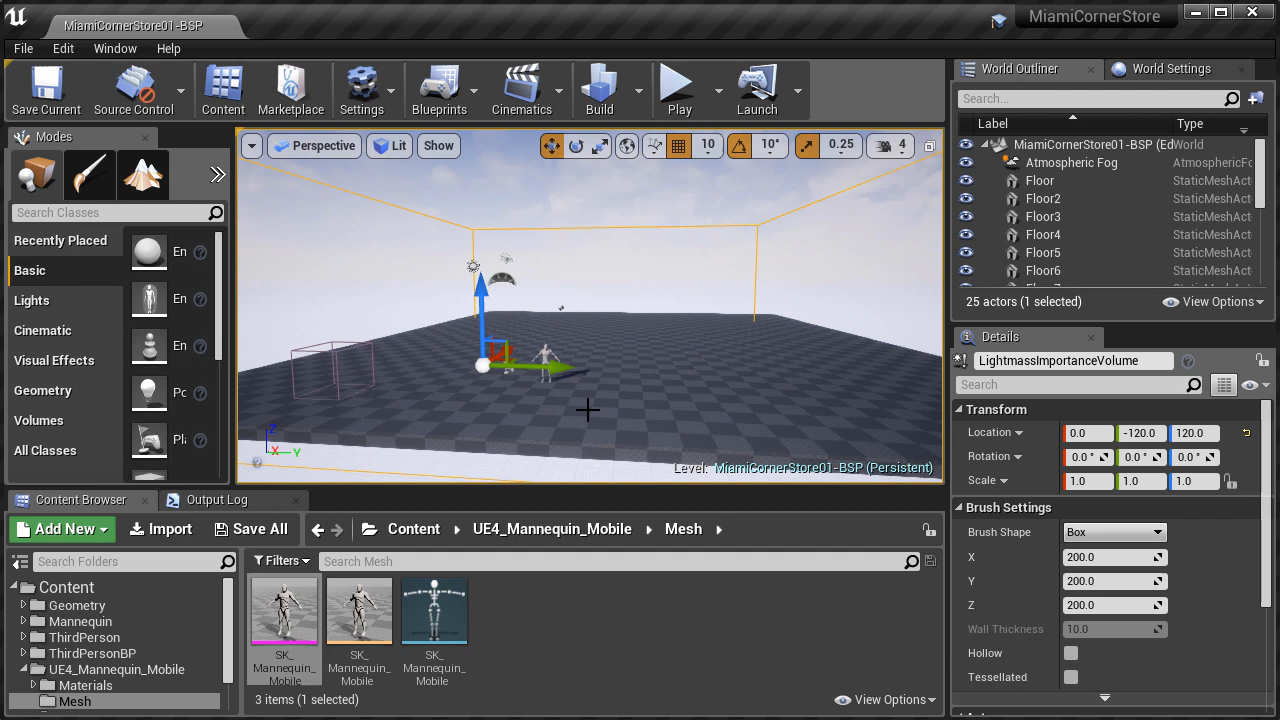 MiamiCornerStore01-BSP
MiamiCornerStore
File Edit Window Help
Save Current
Source Control
Content
Marketplace
Settings
Blueprints
Cinematics
Build
Play
Launch
Modes
Search Classes
Recently Placed
Basic
Lights
Cinematic
Visual Effects
Geometry
Volumes
All Classes
En
En
En
Pc
Pl
Perspective
Lit
Show
10
10°
0.25
4
Z
X
Y
Level: MiamiCornerStore01-BSP (Persistent)
World Outliner
World Settings
Search...
Label Type
MiamiCornerStore01-BSP (Ed World
Atmospheric Fog AtmosphericFo
Floor StaticMeshAct
Floor2 StaticMeshAct
Floor3 StaticMeshAct
Floor4 StaticMeshAct
Floor5 StaticMeshAct
Floor6 StaticMeshAct
25 actors (1 selected)
View Options
Details
LightmassImportanceVolume
Search
Transform
Location 0.0 -120.0 120.0
Rotation 0.0 ° 0.0 ° 0.0 °
Scale 1.0 1.0 1.0
Brush Settings
Brush Shape Box
X 200.0
Y 200.0
Z 200.0
Wall Thickness 10.0
Hollow
Tessellated
Content Browser
Output Log
Add New
Import
Save All
Content
UE4_Mannequin_Mobile
Mesh
Search Folders
Filters
Search Mesh
Content
Geometry
Mannequin
ThirdPerson
ThirdPersonBP
UE4_Mannequin_Mobile
Materials
Mesh
SK_
Mannequin_
Mobile
SK_
Mannequin_
Mobile
SK_
Mannequin_
Mobile
3 items (1 selected)
View Options